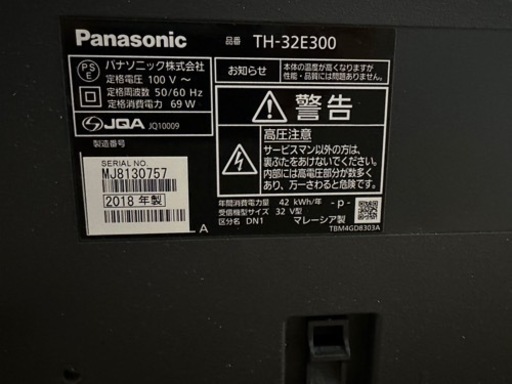 Panasonic 品番 TH-32E300
PSE パナソニック株式会社
定格電圧 100 V ～
定格周波数 50/60 Hz
定格消費電力 69 W
JQA JQ10009
製造番号
SERIAL NO.
MJ8130757
2018 年製
A
お知らせ 本体の温度が高くなりますが
性能・品質には問題ありません。
警告
高圧注意
サービスマン以外の方は、
裏ぶたをあけないでください。
内部には高電圧部分が数多く
あり、万一さわると危険です。
年間消費電力量 42 kWh/年 - p -
受信機型サイズ 32 V型
区分名 DN1 マレーシア製
TBM4GD8303A